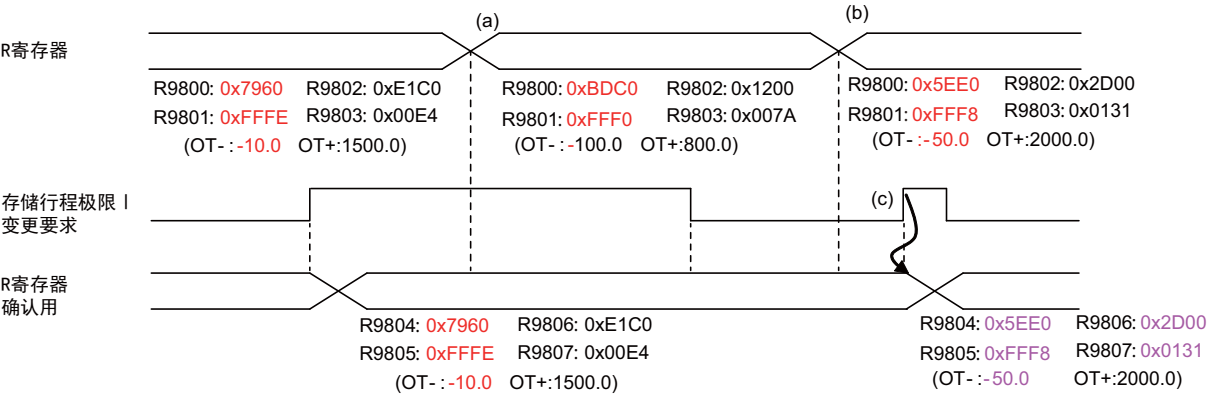 (a)
(b)
R寄存器
R9800: 0x7960 R9802: 0xE1C0
R9801: 0xFFFE R9803: 0x00E4
(OT- :-10.0 OT+:1500.0)
R9800: 0xBDC0 R9802: 0x1200
R9801: 0xFFF0 R9803: 0x007A
(OT- :-100.0 OT+:800.0)
R9800: 0x5EE0 R9802: 0x2D00
R9801: 0xFFF8 R9803: 0x0131
(OT- :-50.0 OT+:2000.0)
存储行程极限Ⅰ
变更要求
(c)
R寄存器
确认用
R9804: 0x7960 R9806: 0xE1C0
R9805: 0xFFFE R9807: 0x00E4
(OT- :-10.0 OT+:1500.0)
R9804: 0x5EE0 R9806: 0x2D00
R9805: 0xFFF8 R9807: 0x0131
(OT- :-50.0 OT+:2000.0)